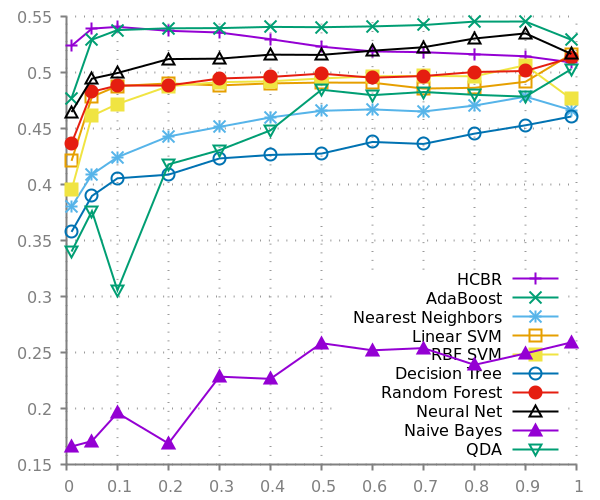 0.55
0.5
0.45
0.4
0.35
0.3
0.25
0.2
0.15
HCBR
AdaBoost
Nearest Neighbors
Linear SVM
RBF SVM
Decision Tree
Random Forest
Neural Net
Naive Bayes
QDA
0 0.1 0.2 0.3 0.4 0.5 0.6 0.7 0.8 0.9 1